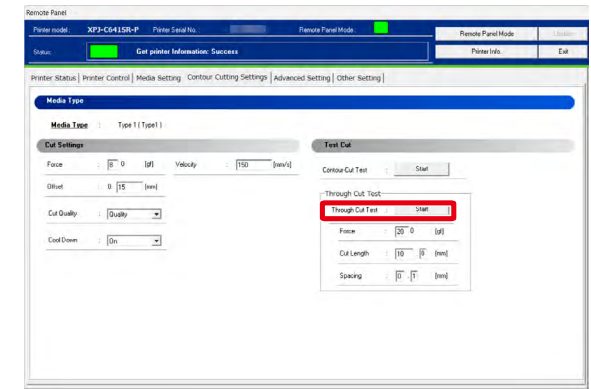 Remote Panel
Printer model : XPJ-C641SR-P Printer Serial No. : Remote Panel Mode :
Remote Panel Mode
Status: Get printer Information: Success
Printer Info. Exit
Printer Status | Printer Control | Media Setting Contour Cutting Settings | Advanced Setting | Other Setting |
Media Type
Media Type : Type 1 [ Type1 ]
Cut Settings
Force : 8 0 [gf] Velocity : 150 [mm/s]
Offset : 0. 15 [mm]
Cut Quality : Quality
Cool Down : On
Test Cut
Contour Cut Test : Start
Through Cut Test
Through Cut Test : Start
Force : 20 0 [gf]
Cut Length : 10 . 0 [mm]
Spacing : 0 . 1 [mm]